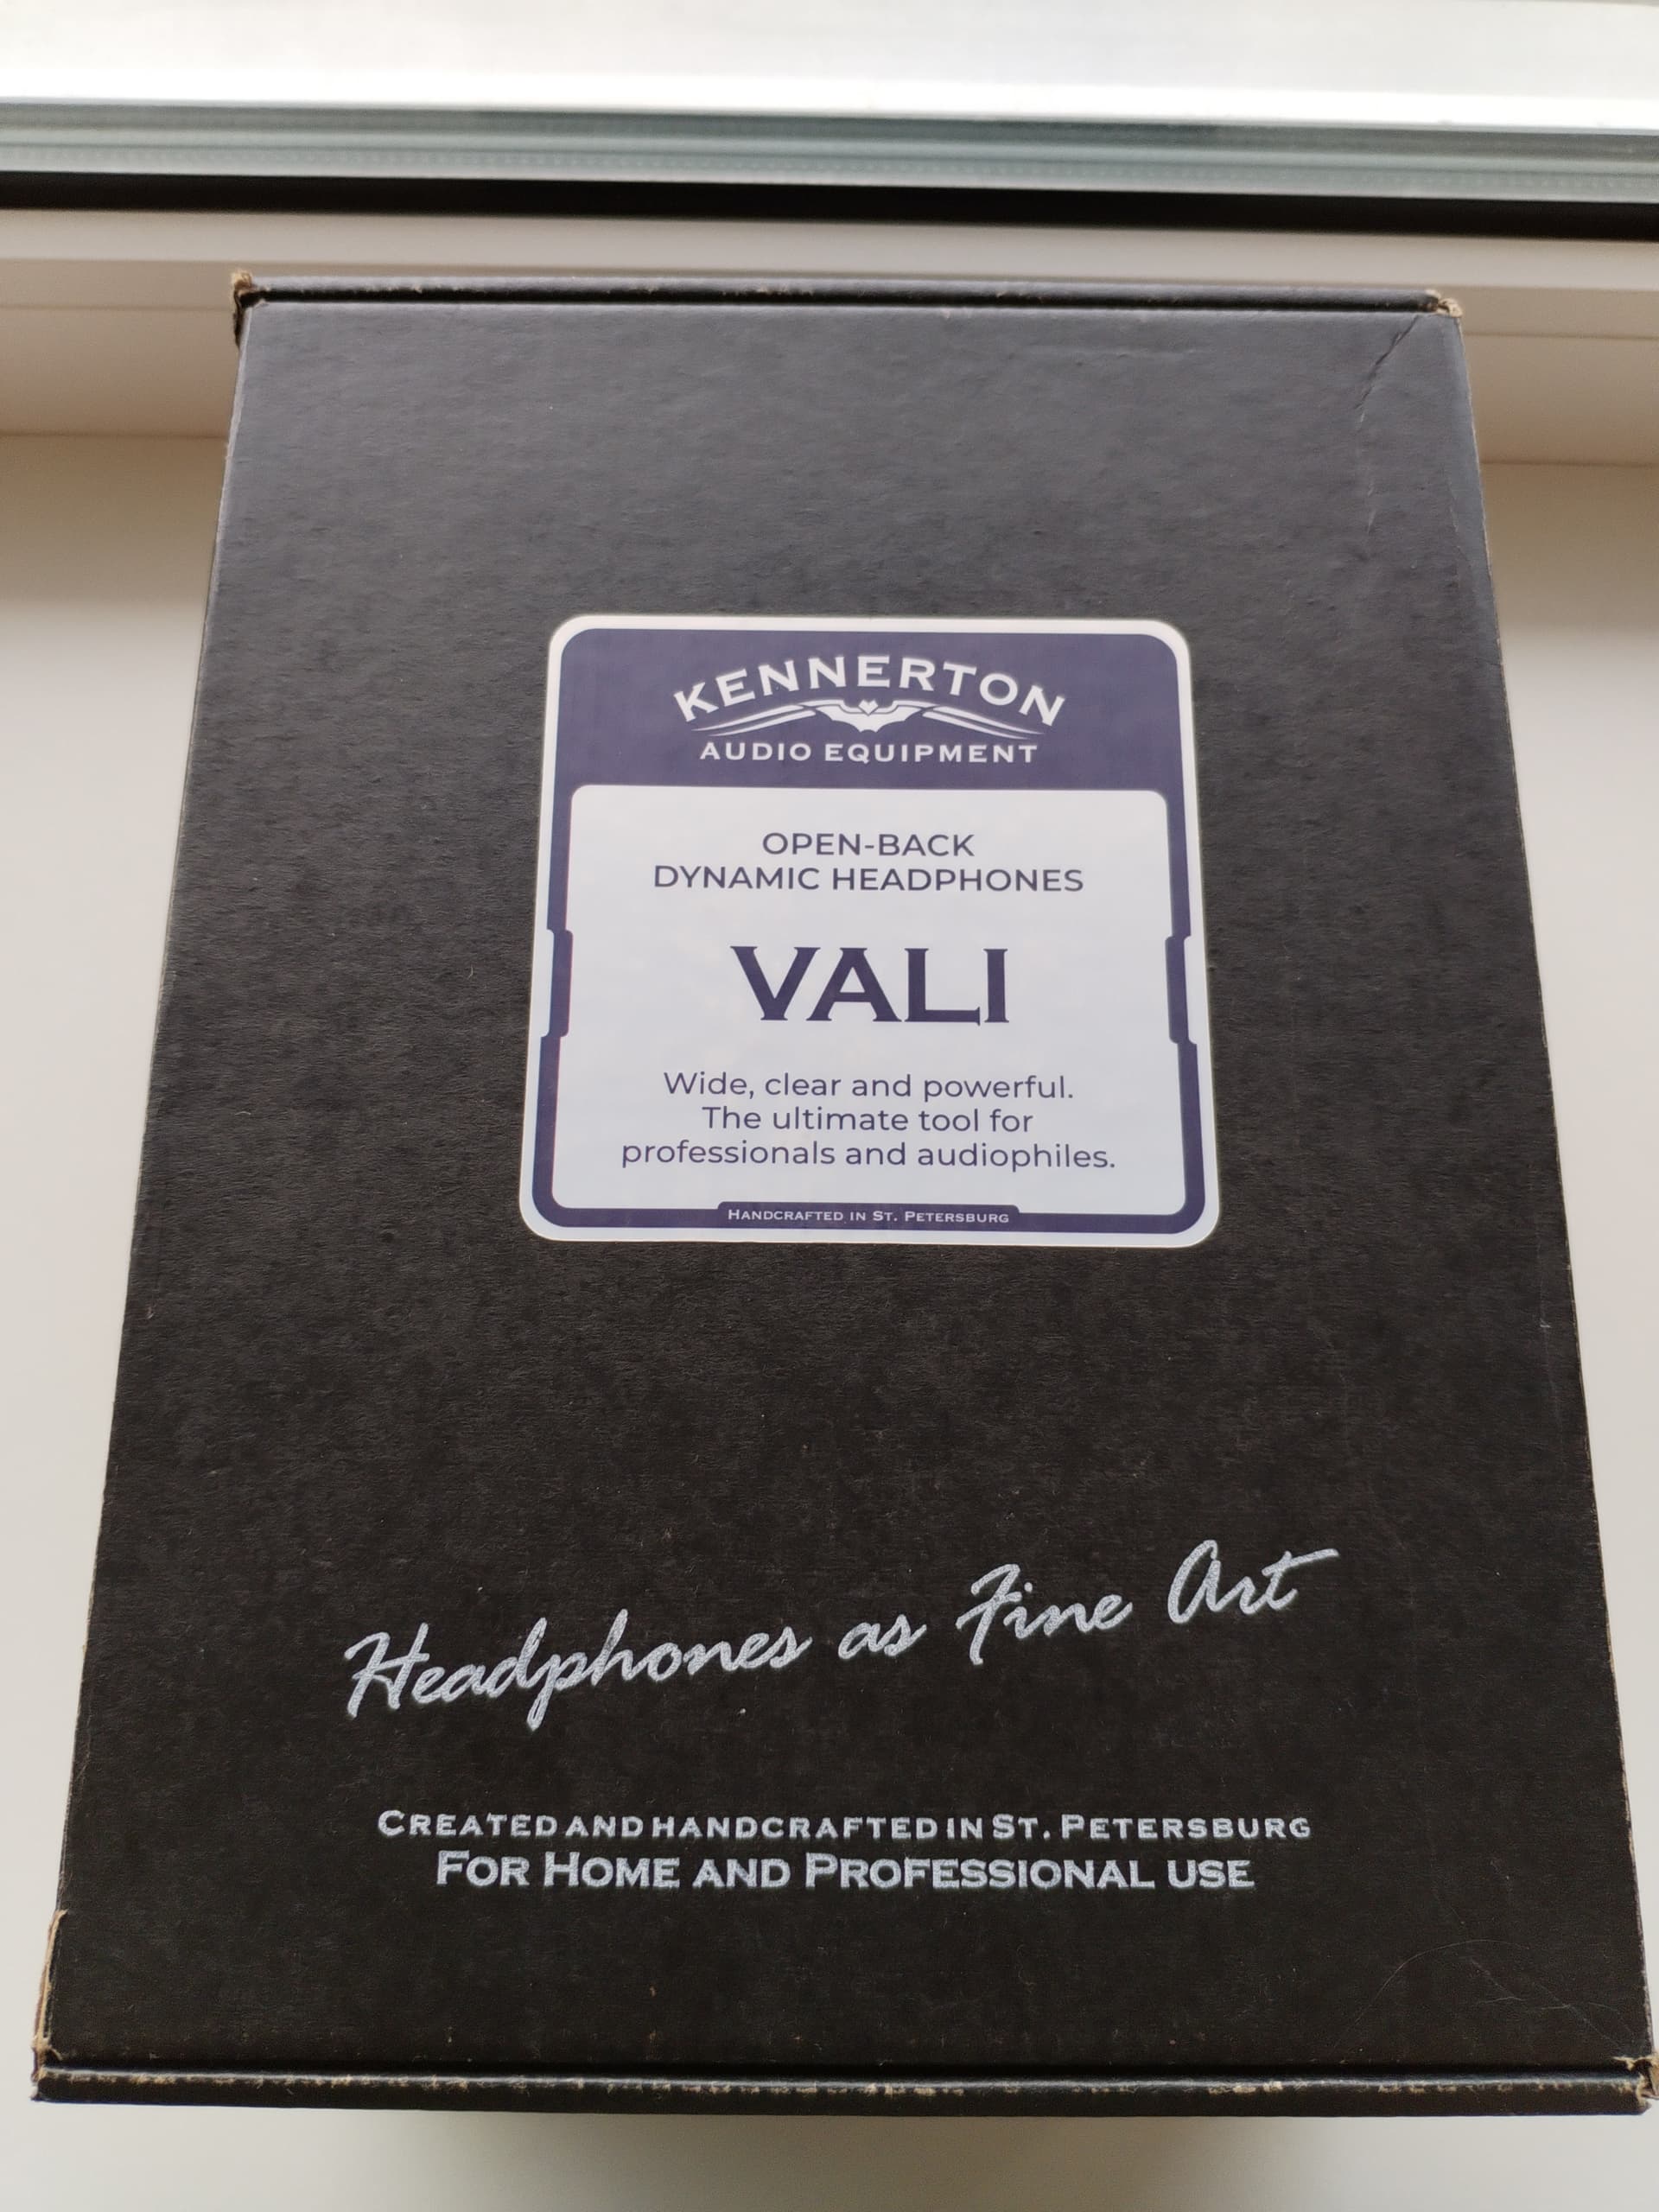 KENNERTON
AUDIO EQUIPMENT
OPEN-BACK
DYNAMIC HEADPHONES
VALI
Wide, clear and powerful.
The ultimate tool for
professionals and audiophiles.
HANDCRAFTED IN ST. PETERSBURG
Headphones as Fine Art
CREATED AND HANDCRAFTED IN ST. PETERSBURG
FOR HOME AND PROFESSIONAL USE